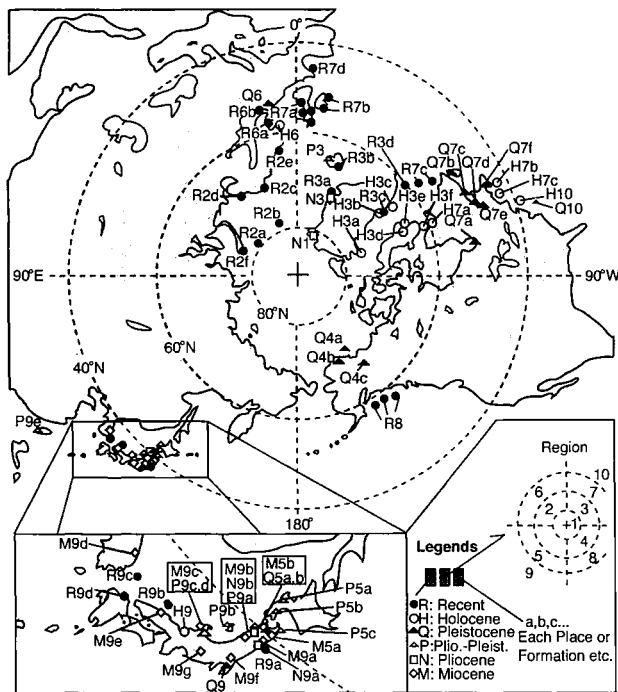 0°
R7d
Q6
R6b
R7a
R7b
R6a
H6
R2e
P3
R3b
R3d
R7c
Q7b
Q7c
Q7d
Q7f
H7b
H7c
H10
Q10
Q7e
R2d
R2c
R3a
N3
H3b
H3c
R3c
H3e
H3f
H7a
Q7a
R2b
H3a
H3d
R2a
N1
R2f
90°E
90°W
80°N
60°N
Q4a
Q4b
Q4c
40°N
P9e
R8
180°
Region
10
6
7
2
3
1
5
4
8
9
M9d
M9c
P9c,d
M9b
N9b
P9a
M5b
Q5a,b
P5a
R9c
R9d
R9b
H9
P9b
P5b
P5c
M9e
M5a
M9a
R9a
M9g
M9f
N9a
Q9
Legends
R: Recent
H: Holocene
Q: Pleistocene
P:Plio.-Pleist.
N: Pliocene
M: Miocene
a,b,c...
Each Place or
Formation etc.